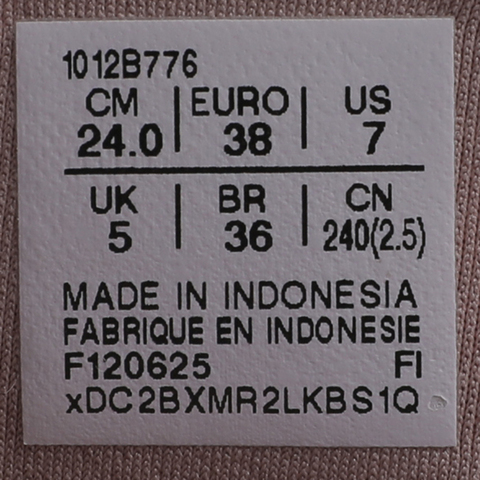 1012B776
CM | EURO | US
24.0 | 38 | 7
UK | BR | CN
5 | 36 | 240(2.5)
MADE IN INDONESIA
FABRIQUE EN INDONESIE
F120625 FI
xDC2BXMR2LKBS1Q